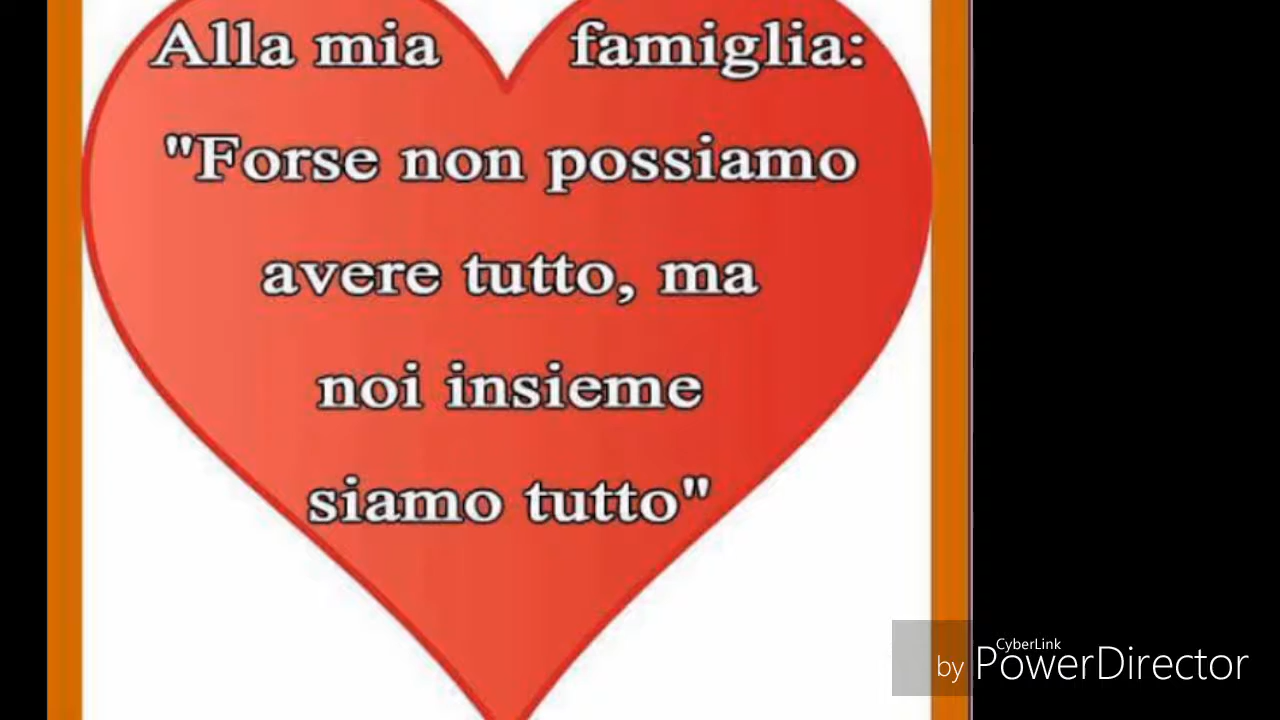 Alla mia famiglia:
"Forse non possiamo
avere tutto, ma
noi insieme
siamo tutto"
CyberLink
by PowerDirector